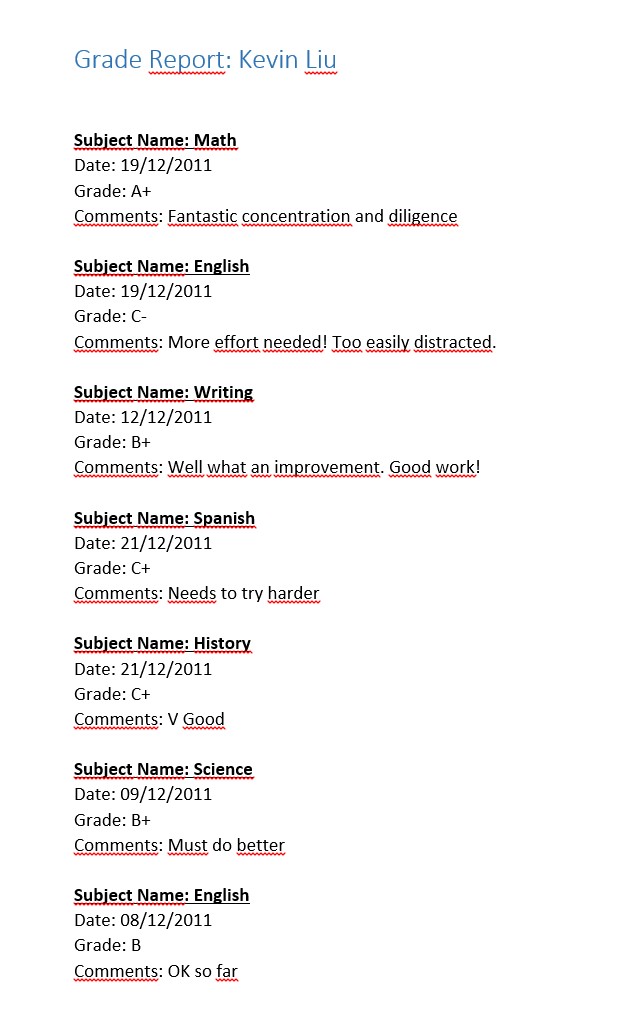 Grade Report: Kevin Liu
Subject Name: Math
Date: 19/12/2011
Grade: A+
Comments: Fantastic concentration and diligence
Subject Name: English
Date: 19/12/2011
Grade: C-
Comments: More effort needed! Too easily distracted.
Subject Name: Writing
Date: 12/12/2011
Grade: B+
Comments: Well what an improvement. Good work!
Subject Name: Spanish
Date: 21/12/2011
Grade: C+
Comments: Needs to try harder
Subject Name: History
Date: 21/12/2011
Grade: C+
Comments: V Good
Subject Name: Science
Date: 09/12/2011
Grade: B+
Comments: Must do better
Subject Name: English
Date: 08/12/2011
Grade: B
Comments: OK so far